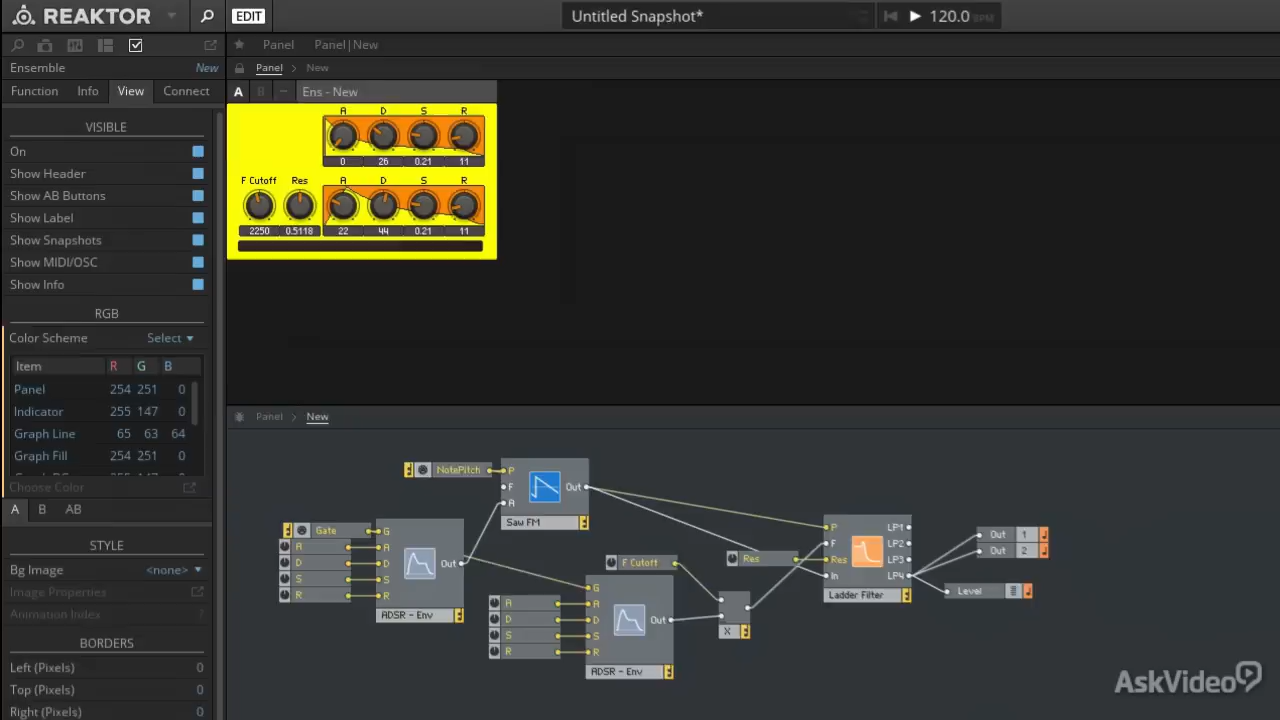 REAKTOR
EDIT
Untitled Snapshot*
120.0 BPM
Panel
Panel|New
Ensemble
New
Panel
New
Function
Info
View
Connect
A
B
Ens - New
VISIBLE
On
Show Header
Show AB Buttons
Show Label
Show Snapshots
Show MIDI/OSC
Show Info
A D S R
0 26 0.21 11
F Cutoff Res A D S R
2250 0.5118 22 44 0.21 11
RGB
Color Scheme
Select
Item R G B
Panel 254 251 0
Indicator 255 147 0
Graph Line 65 63 64
Graph Fill 254 251 0
Choose Color
A B AB
STYLE
Bg Image
<none>
Image Properties
Animation Index
BORDERS
Left (Pixels) 0
Top (Pixels) 0
Right (Pixels) 0
Panel
New
NotePitch
P
F
A
Out
Saw FM
Gate
A
D
S
R
G
A
D
S
R
Out
ADSR - Env
A
D
S
R
G
A
D
S
R
Out
ADSR - Env
F Cutoff
X
Res
P
F
Res
In
LP1
LP2
LP3
LP4
Ladder Filter
Out 1
Out 2
Level
AskVideo